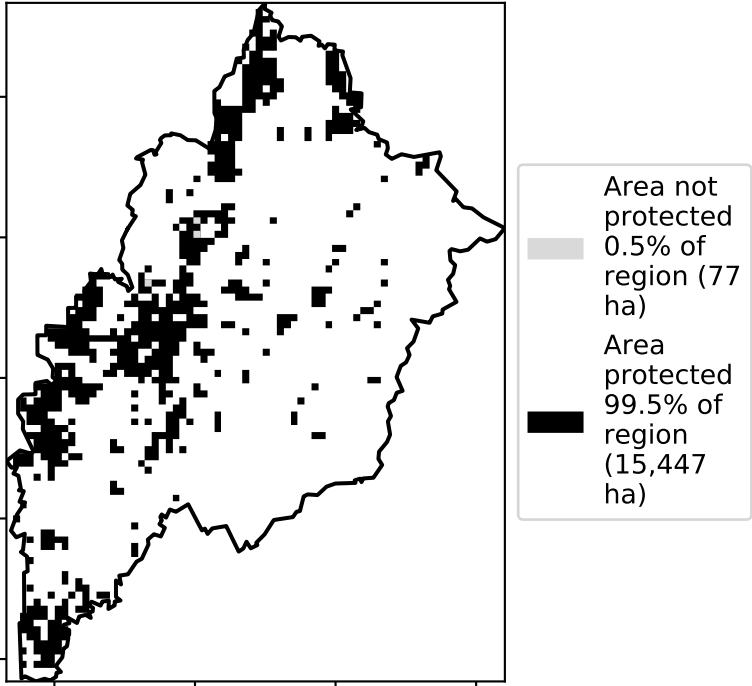 Area not
protected
0.5% of
region (77
ha)
Area
protected
99.5% of
region
(15,447
ha)